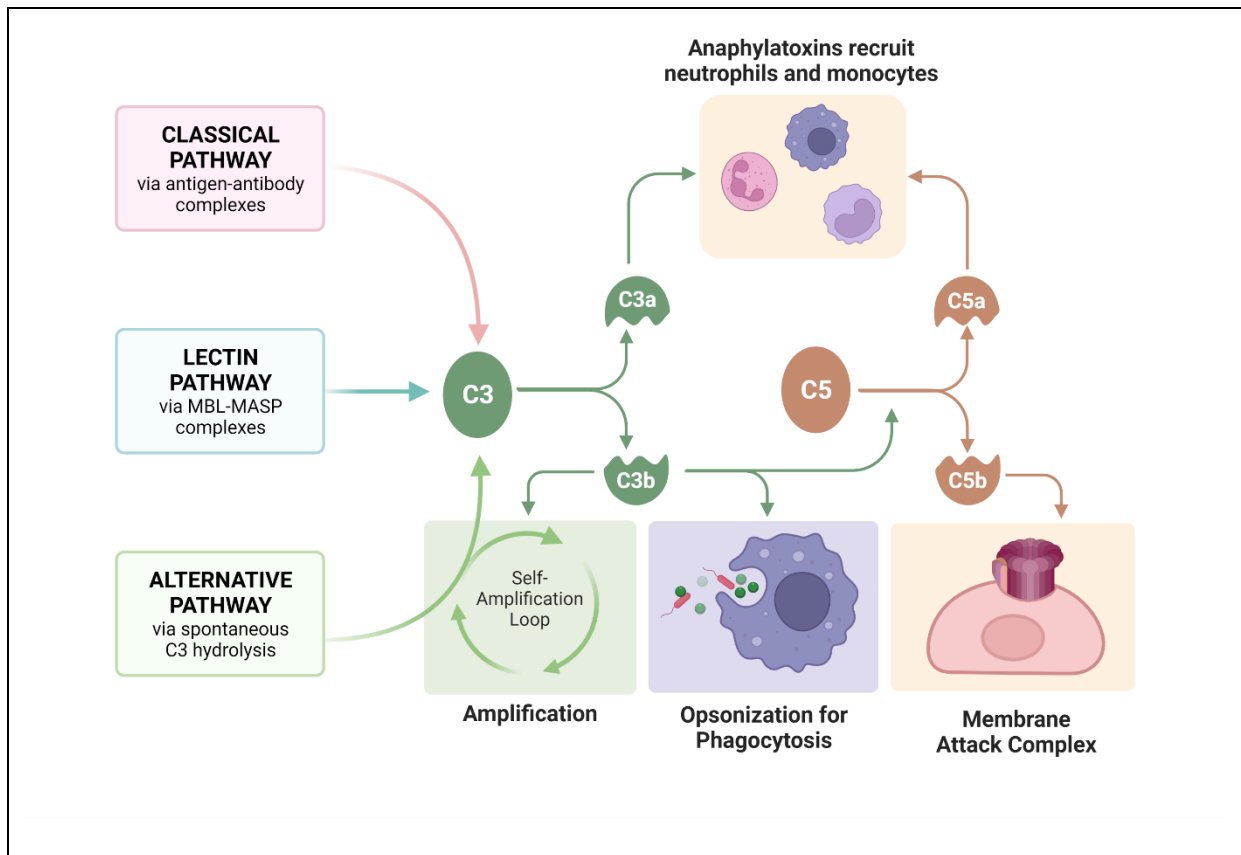 Anaphylatoxins recruit
neutrophils and monocytes
CLASSICAL
PATHWAY
via antigen-antibody
complexes
C3a
C5a
LECTIN
PATHWAY
via MBL-MASP
complexes
C3
C5
C3b
C5b
ALTERNATIVE
PATHWAY
via spontaneous
C3 hydrolysis
Self-
Amplification
Loop
Amplification
Opsonization for
Phagocytosis
Membrane
Attack Complex